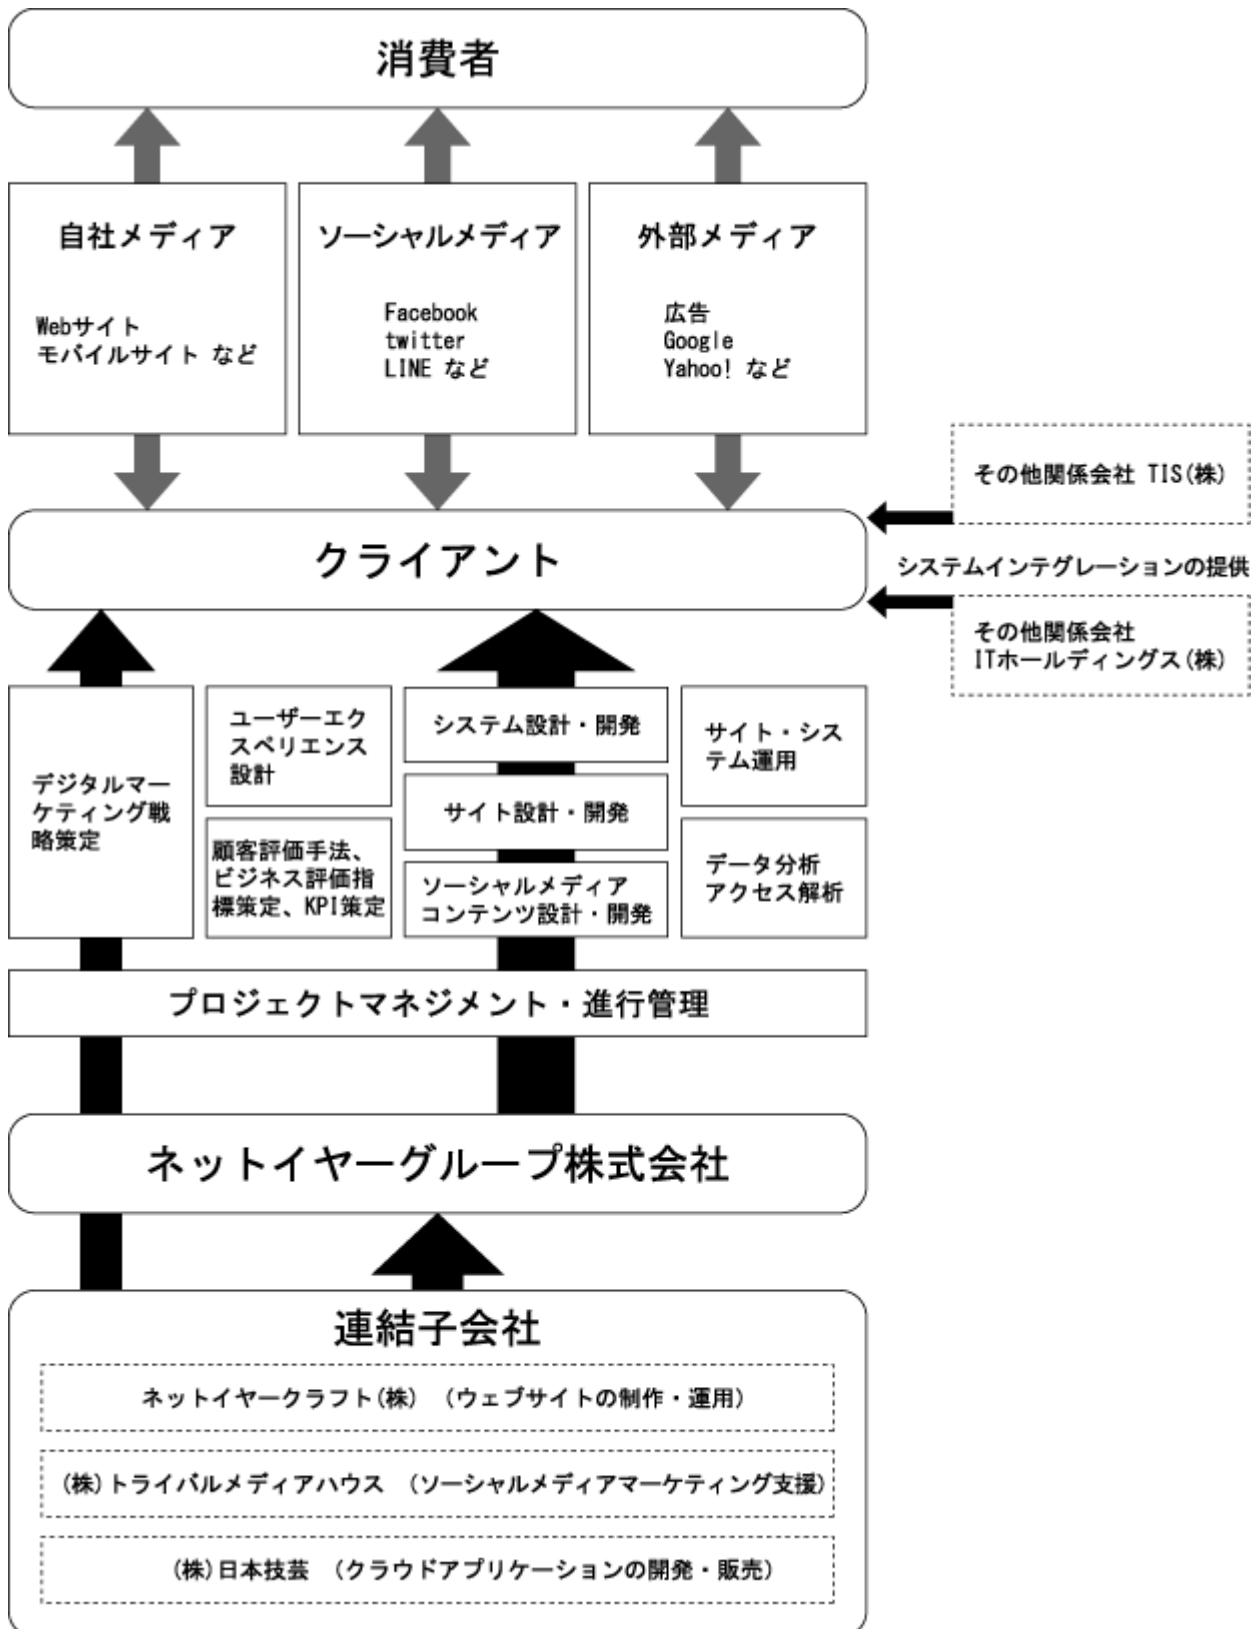 消費者
自社メディア
Webサイト
モバイルサイト など
ソーシャルメディア
Facebook
twitter
LINE など
外部メディア
広告
Google
Yahoo! など
その他関係会社 TIS(株)
クライアント
システムインテグレーションの提供
その他関係会社
ITホールディングス(株)
デジタルマー
ケティング戦
略策定
ユーザーエク
スペリエンス
設計
顧客評価手法、
ビジネス評価指
標策定、KPI策定
システム設計・開発
サイト設計・開発
ソーシャルメディア
コンテンツ設計・開発
サイト・シス
テム運用
データ分析
アクセス解析
プロジェクトマネジメント・進行管理
ネットイヤーグループ株式会社
連結子会社
ネットイヤークラフト(株) (ウェブサイトの制作・運用)
(株)トライバルメディアハウス (ソーシャルメディアマーケティング支援)
(株)日本技芸 (クラウドアプリケーションの開発・販売)